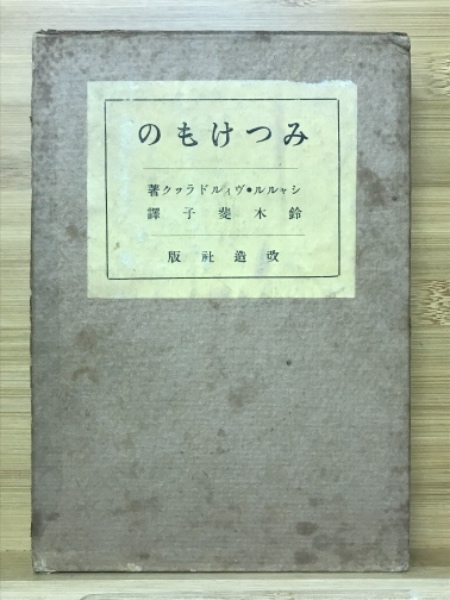 みつけもの
シャルル●ヴィルドラック著
鈴木斐子譯
改造社版